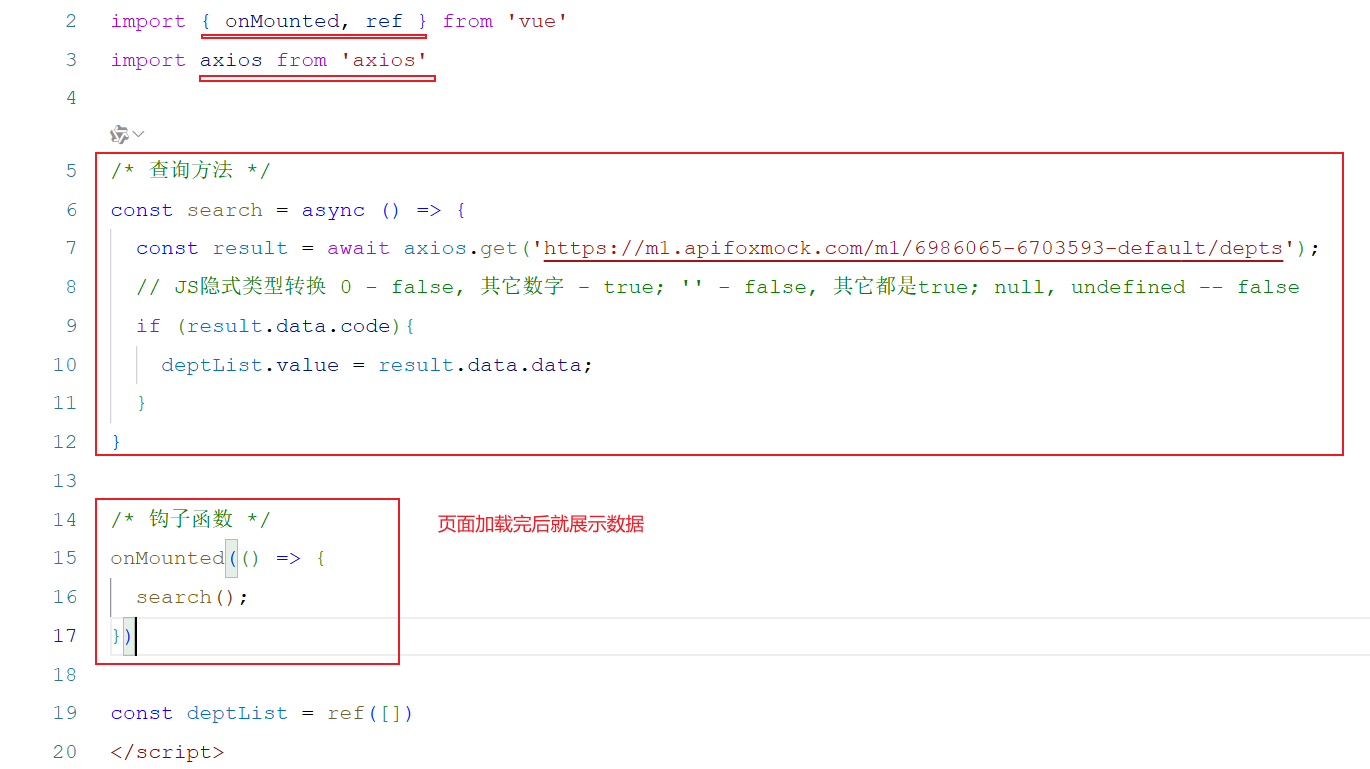 2 import { onMounted, ref } from 'vue'
3 import axios from 'axios'
4
5 /* 查询方法 */
6 const search = async () => {
7 const result = await axios.get('https://m1.apifoxmock.com/m1/6986065-6703593-default/depts');
8 // JS隐式类型转换 0 - false, 其它数字 - true; '' - false, 其它都是true; null, undefined -- false
9 if (result.data.code){
10 deptList.value = result.data.data;
11 }
12 }
13
14 /* 钩子函数 */ 页面加载完后就展示数据
15 onMounted(() => {
16 search();
17 })
18
19 const deptList = ref([])
20 </script>